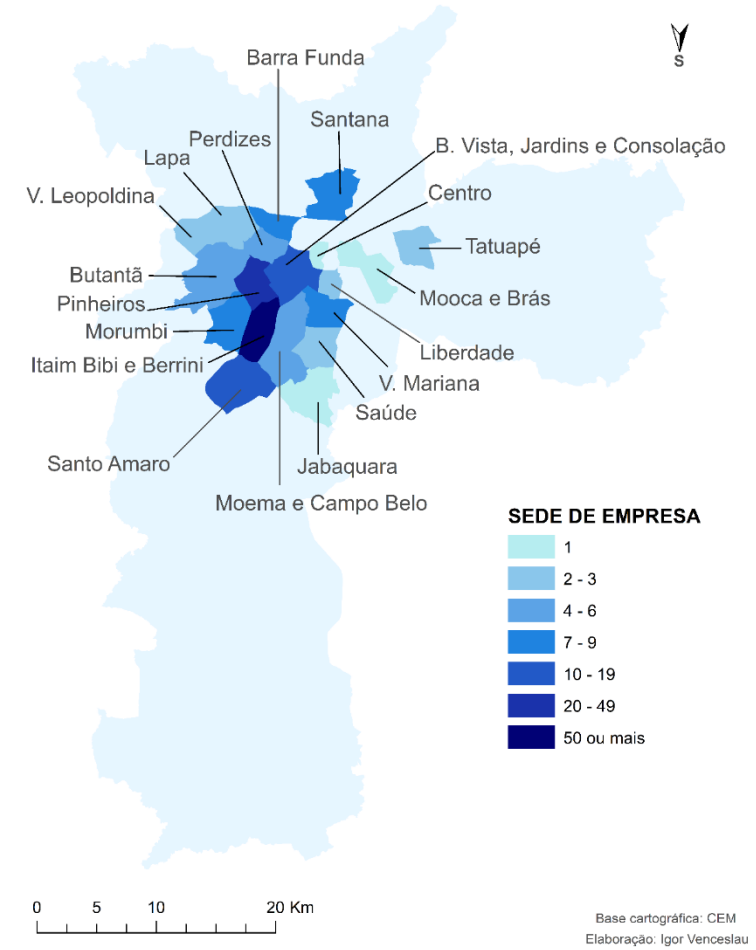 Barra Funda
S
Santana
Perdizes
B. Vista, Jardins e Consolação
Lapa
Centro
V. Leopoldina
Tatuapé
Butantã
Mooca e Brás
Pinheiros
Morumbi
Liberdade
Itaim Bibi e Berrini
V. Mariana
Saúde
Santo Amaro
Jabaquara
Moema e Campo Belo
SEDE DE EMPRESA
1
2 - 3
4 - 6
7 - 9
10 - 19
20 - 49
50 ou mais
0 5 10 20 Km
Base cartográfica: CEM
Elaboração: Igor Venceslau